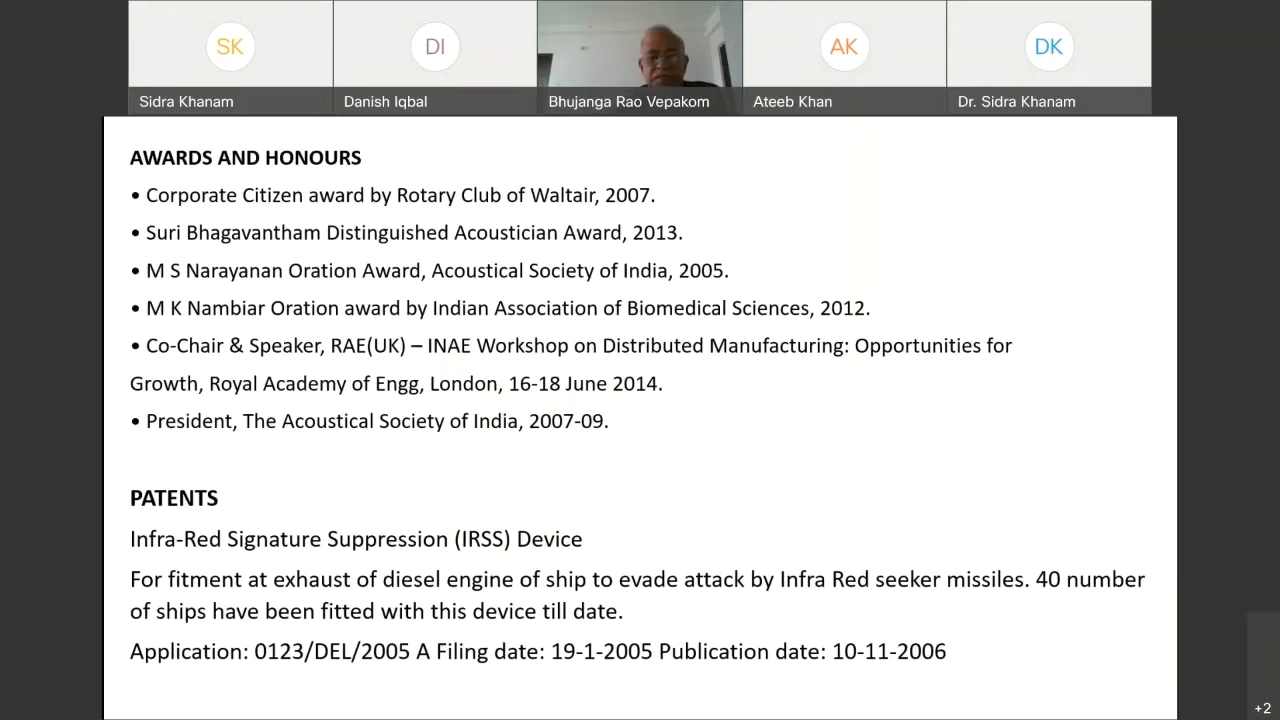 SK
DI
AK
DK
Sidra Khanam
Danish Iqbal
Bhujanga Rao Vepakom
Ateeb Khan
Dr. Sidra Khanam
AWARDS AND HONOURS
• Corporate Citizen award by Rotary Club of Waltair, 2007.
• Suri Bhagavantham Distinguished Acoustician Award, 2013.
• M S Narayanan Oration Award, Acoustical Society of India, 2005.
• M K Nambiar Oration award by Indian Association of Biomedical Sciences, 2012.
• Co-Chair & Speaker, RAE(UK) – INAE Workshop on Distributed Manufacturing: Opportunities for
Growth, Royal Academy of Engg, London, 16-18 June 2014.
• President, The Acoustical Society of India, 2007-09.
PATENTS
Infra-Red Signature Suppression (IRSS) Device
For fitment at exhaust of diesel engine of ship to evade attack by Infra Red seeker missiles. 40 number
of ships have been fitted with this device till date.
Application: 0123/DEL/2005 A Filing date: 19-1-2005 Publication date: 10-11-2006
+2